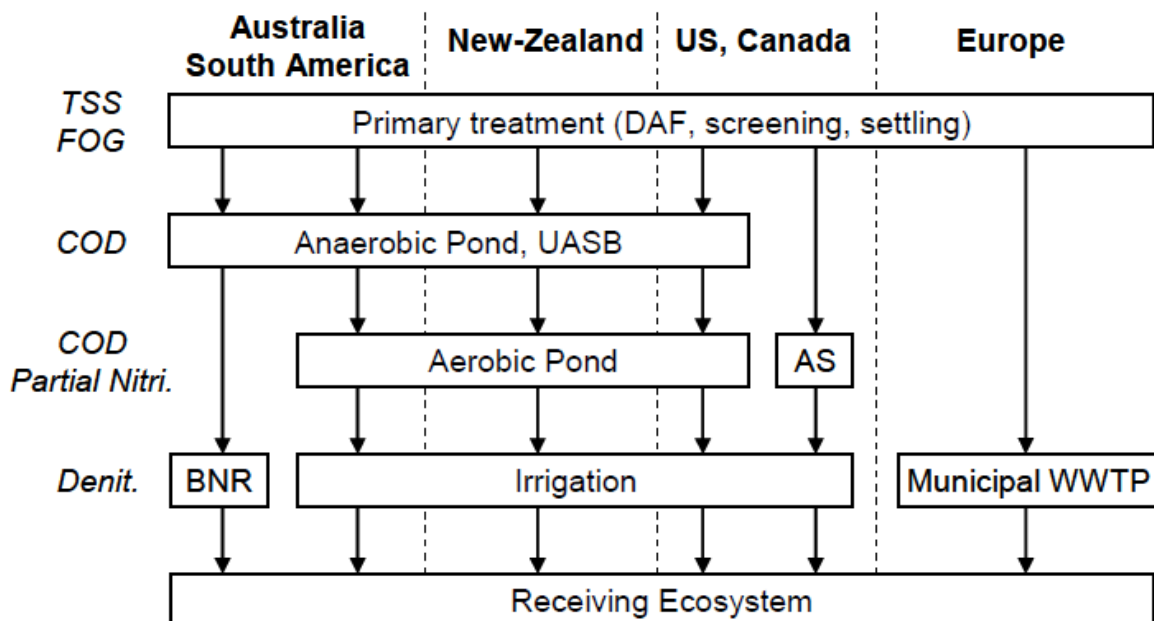 Australia
South America
New-Zealand
US, Canada
Europe
TSS
FOG
Primary treatment (DAF, screening, settling)
COD
Anaerobic Pond, UASB
COD
Partial Nitri.
Aerobic Pond
AS
Denit.
BNR
Irrigation
Municipal WWTP
Receiving Ecosystem